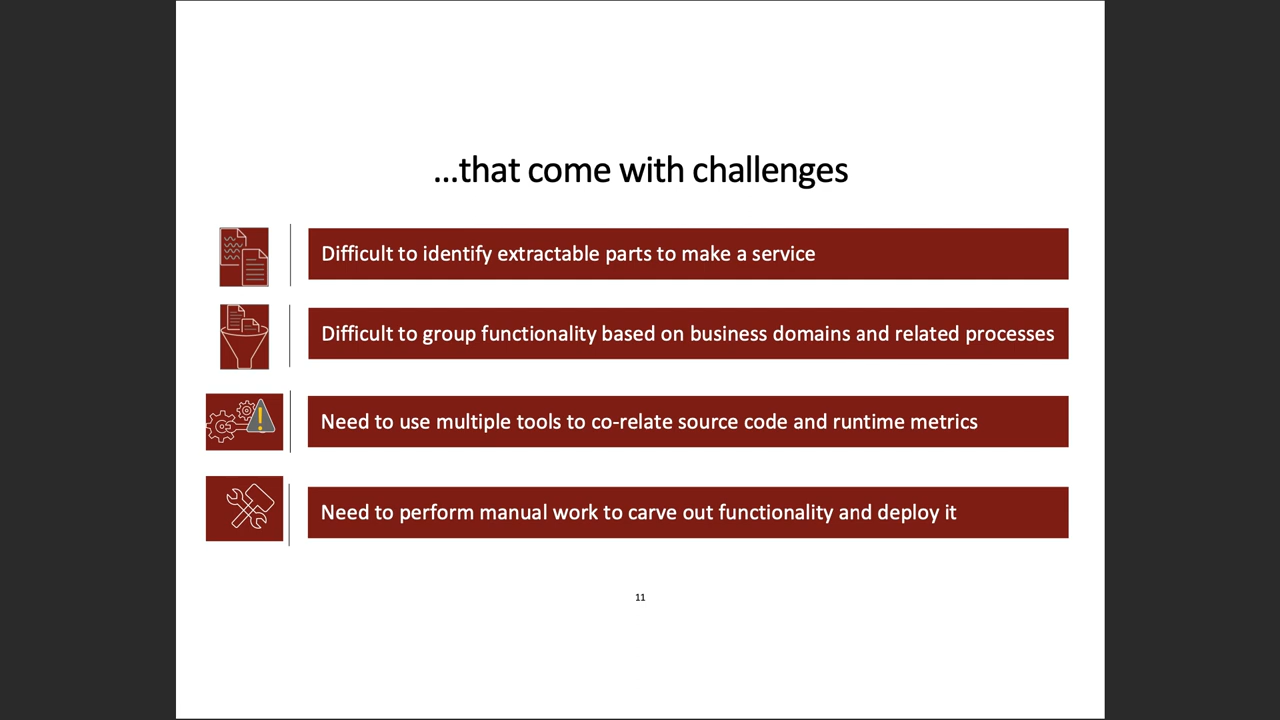 ...that come with challenges
Difficult to identify extractable parts to make a service
Difficult to group functionality based on business domains and related processes
Need to use multiple tools to co-relate source code and runtime metrics
Need to perform manual work to carve out functionality and deploy it
11